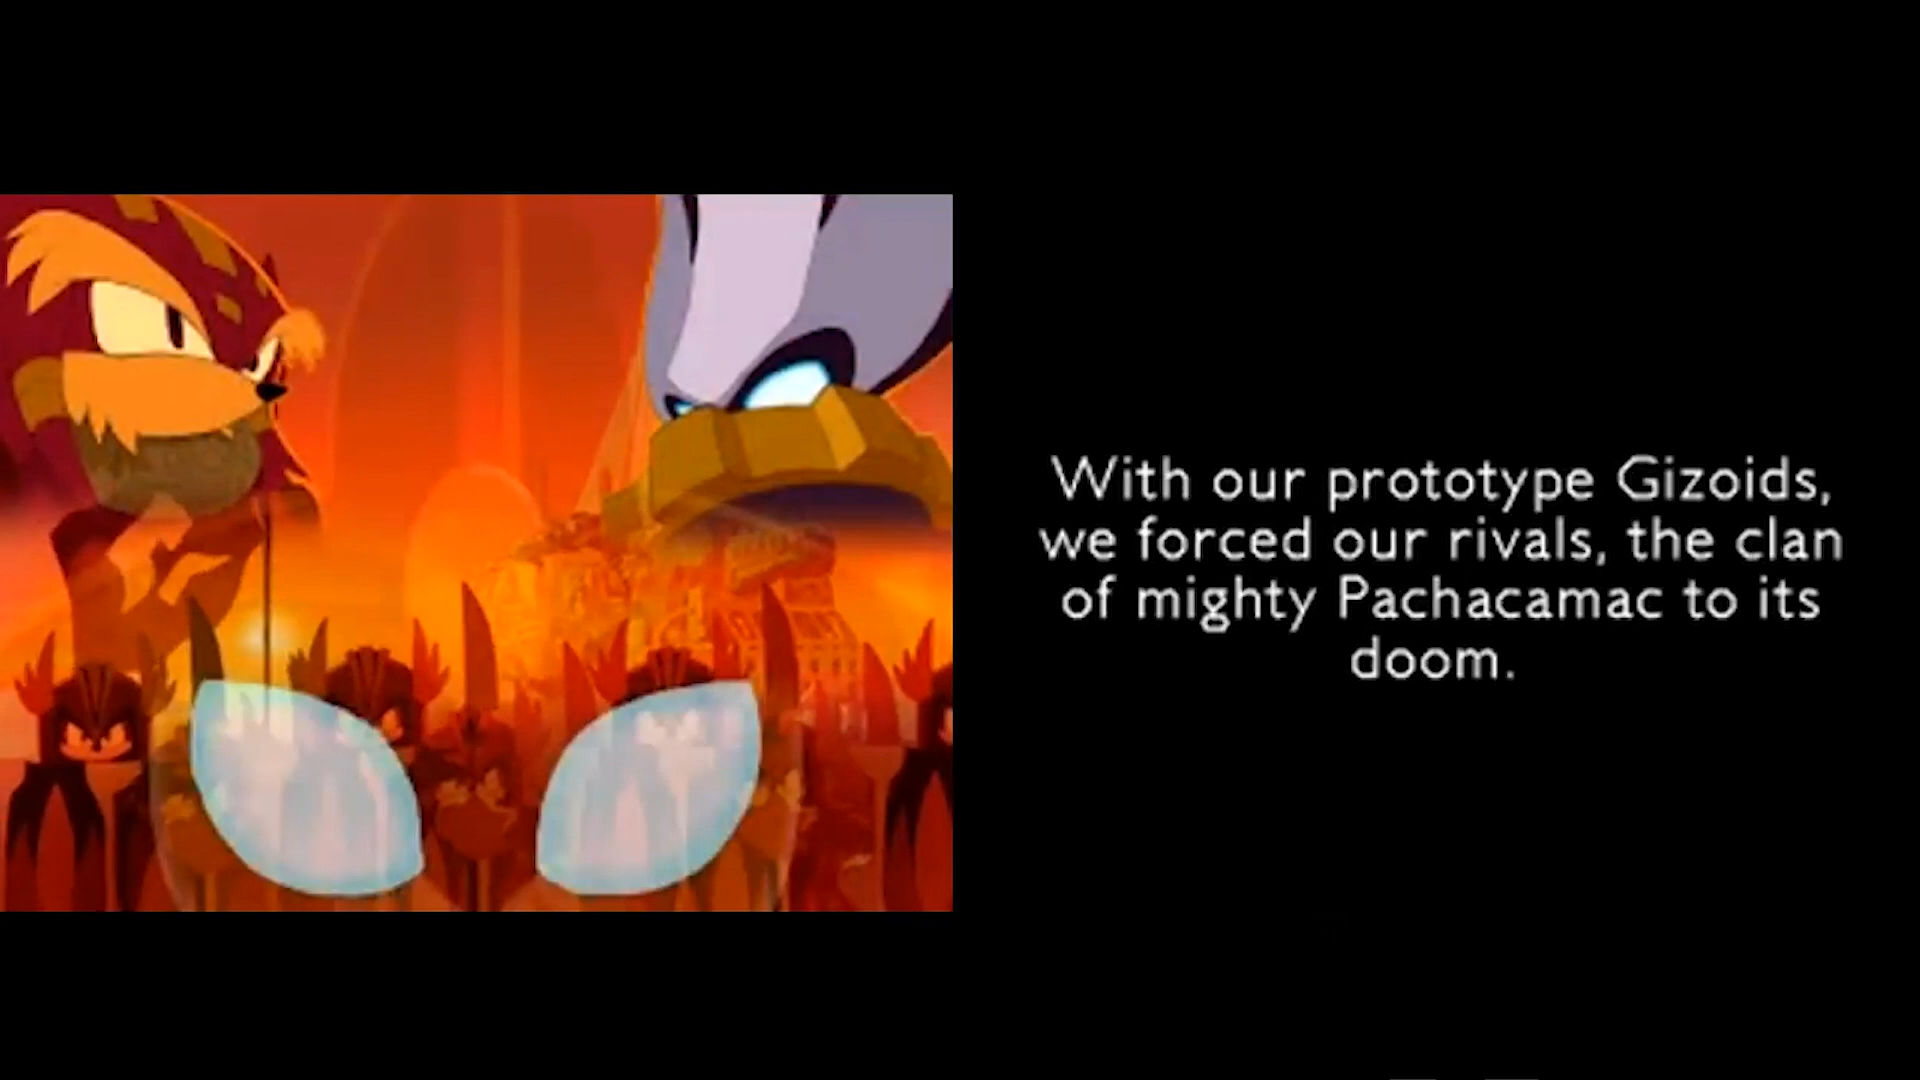 With our prototype Gizoids,
we forced our rivals, the clan
of mighty Pachacamac to its
doom.